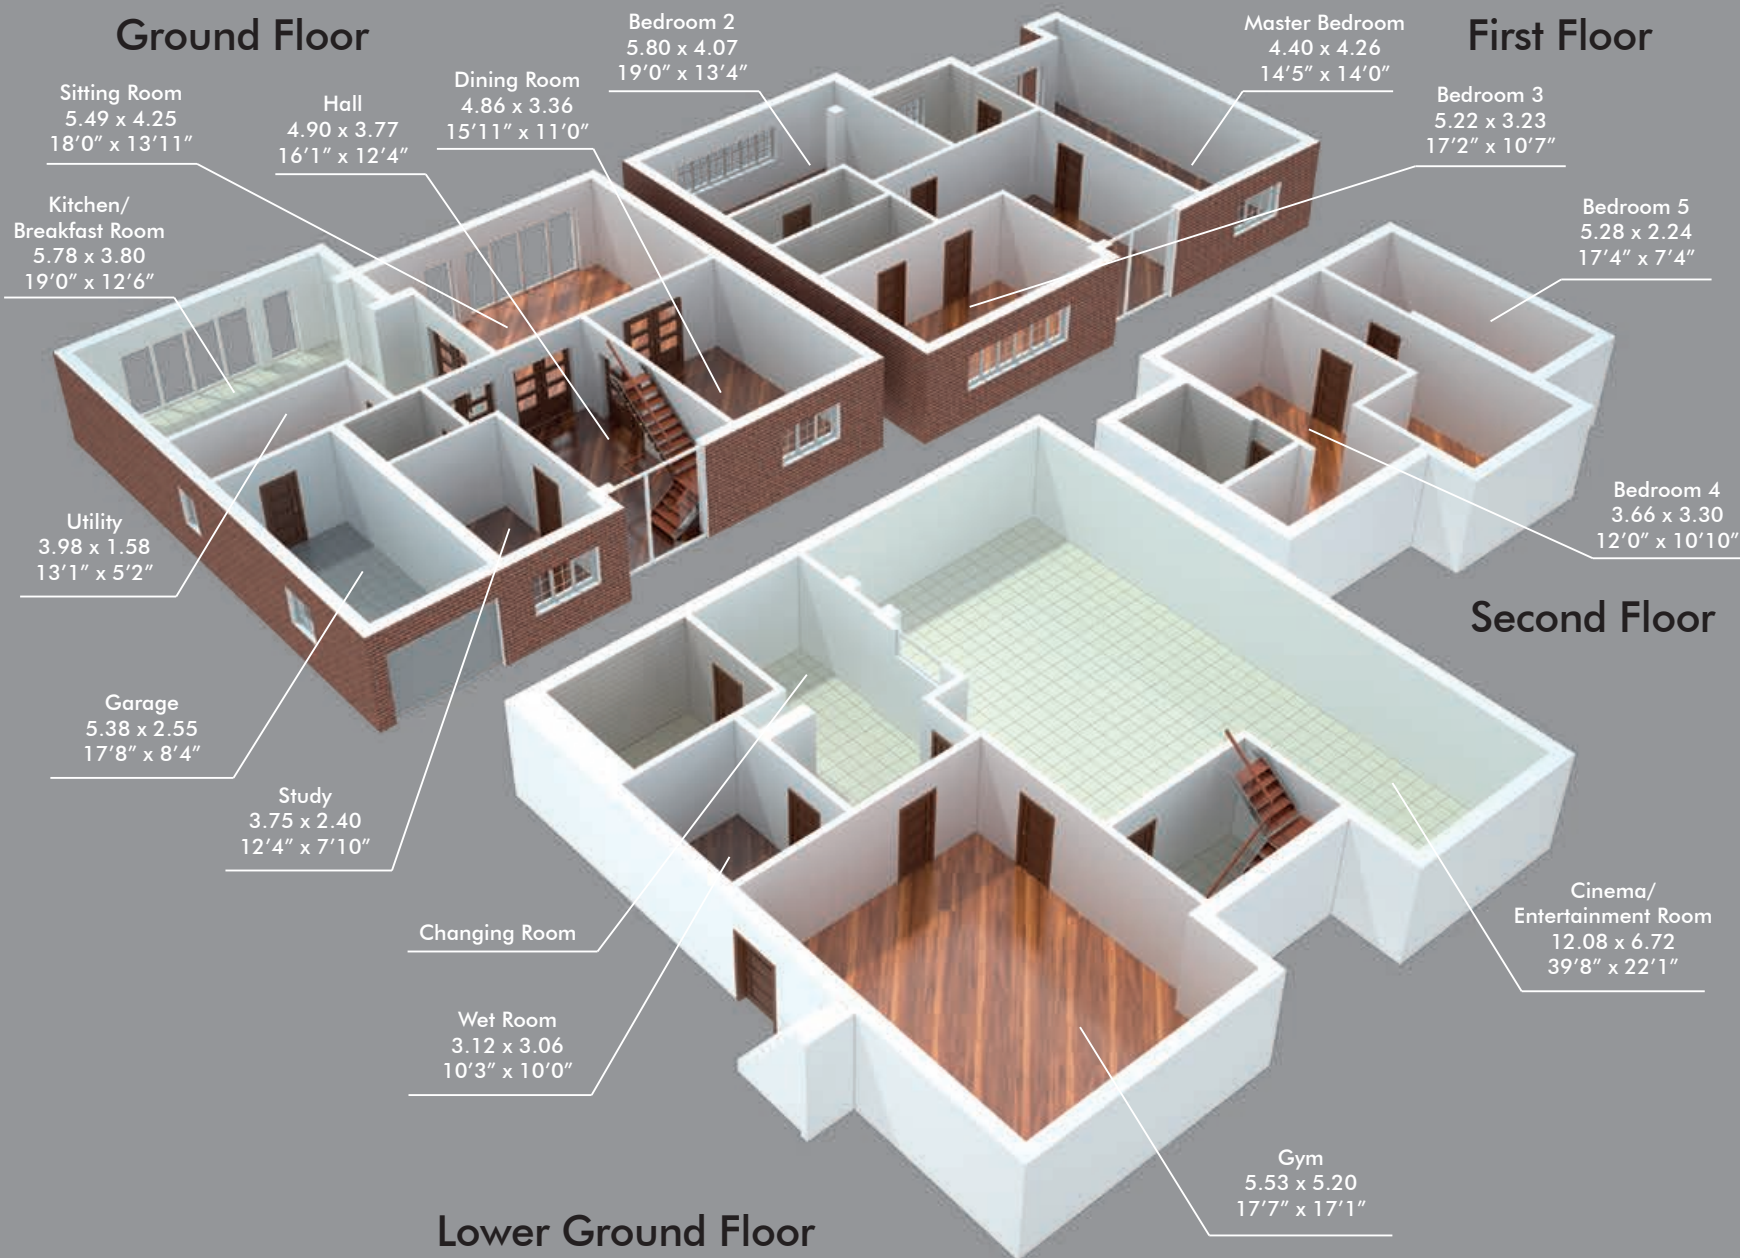 Ground Floor
Sitting Room
5.49 x 4.25
18’0” x 13’11”
Hall
4.90 x 3.77
16’1” x 12’4”
Dining Room
4.86 x 3.36
15’11” x 11’0”
Kitchen/
Breakfast Room
5.78 x 3.80
19’0” x 12’6”
Utility
3.98 x 1.58
13’1” x 5’2”
Garage
5.38 x 2.55
17’8” x 8’4”
Study
3.75 x 2.40
12’4” x 7’10”
First Floor
Bedroom 2
5.80 x 4.07
19’0” x 13’4”
Master Bedroom
4.40 x 4.26
14’5” x 14’0”
Bedroom 3
5.22 x 3.23
17’2” x 10’7”
Bedroom 5
5.28 x 2.24
17’4” x 7’4”
Bedroom 4
3.66 x 3.30
12’0” x 10’10”
Second Floor
Changing Room
Wet Room
3.12 x 3.06
10’3” x 10’0”
Cinema/
Entertainment Room
12.08 x 6.72
39’8” x 22’1”
Gym
5.53 x 5.20
17’7” x 17’1”
Lower Ground Floor